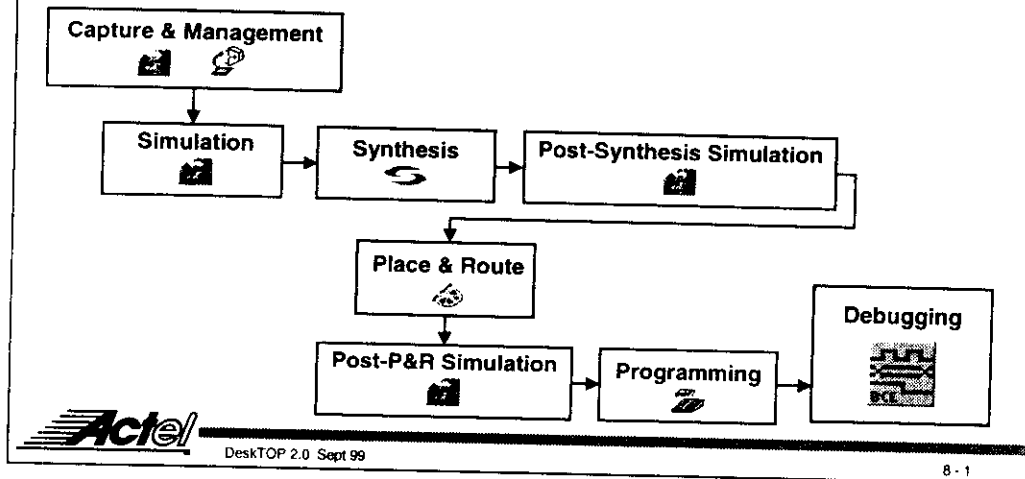 Capture & Management
Simulation
Synthesis
Post-Synthesis Simulation
Place & Route
Debugging
Post-P&R Simulation
Programming
BCE
Actel
DeskTOP 2.0 Sept 99
8 - 1